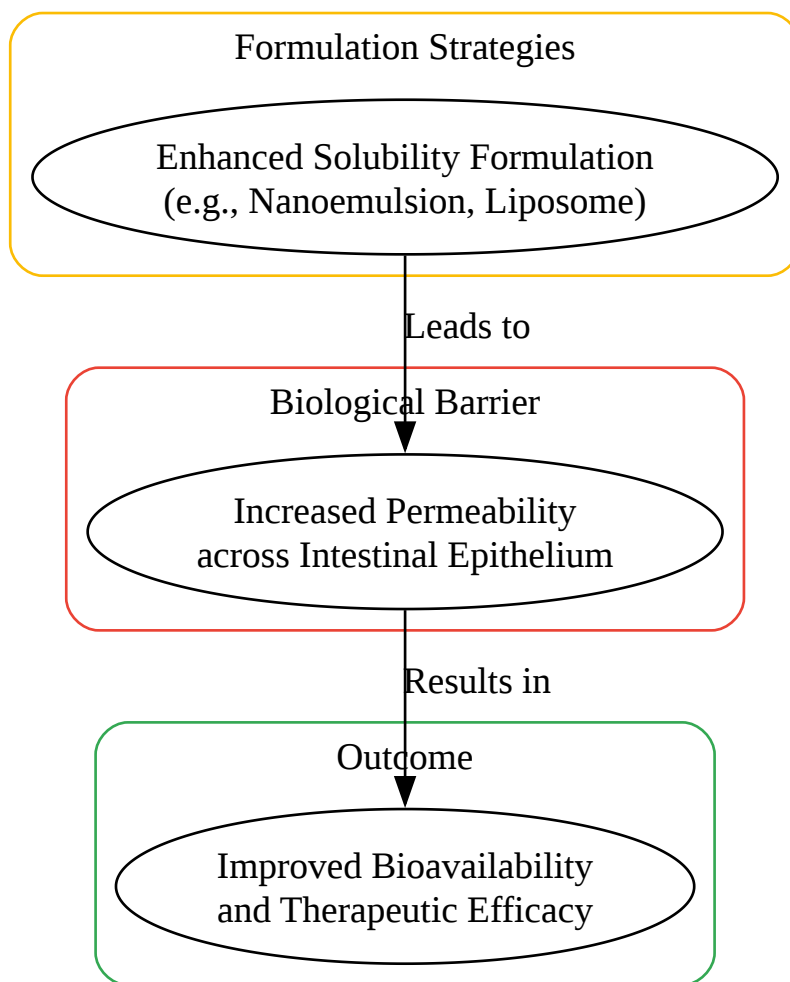 Formulation Strategies
Enhanced Solubility Formulation
(e.g., Nanoemulsion, Liposome)
Leads to
Biological Barrier
Increased Permeability
across Intestinal Epithelium
Results in
Outcome
Improved Bioavailability
and Therapeutic Efficacy